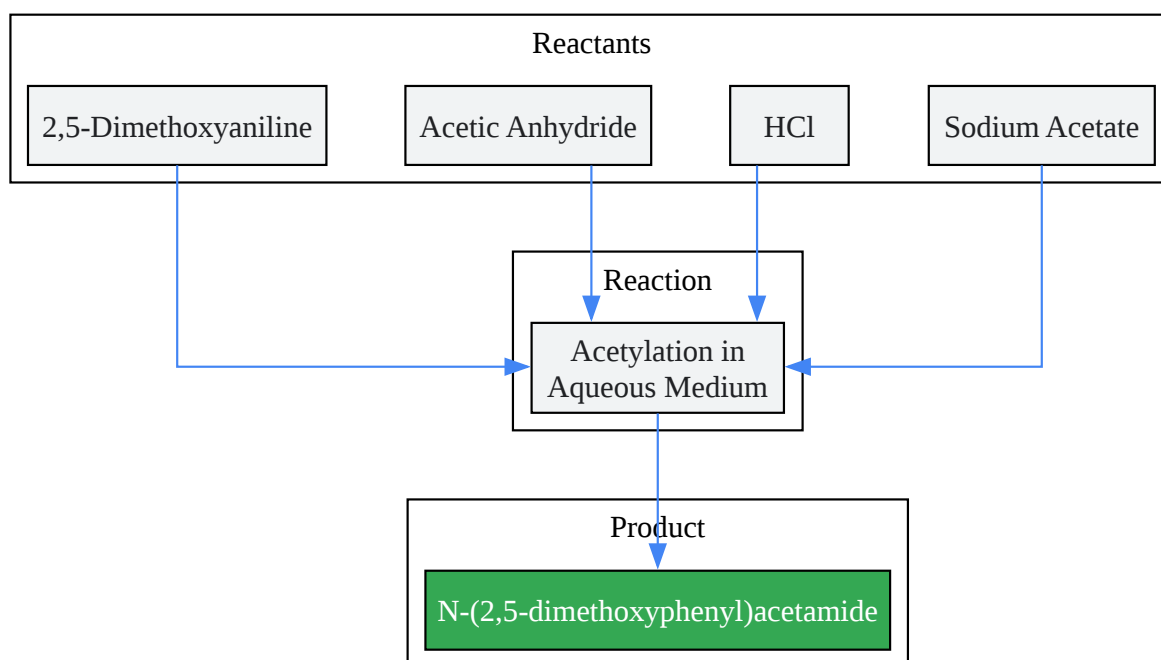 Reactants
2,5-Dimethoxyaniline
Acetic Anhydride
HCl
Sodium Acetate
Reaction
Acetylation in
Aqueous Medium
Product
N-(2,5-dimethoxyphenyl)acetamide